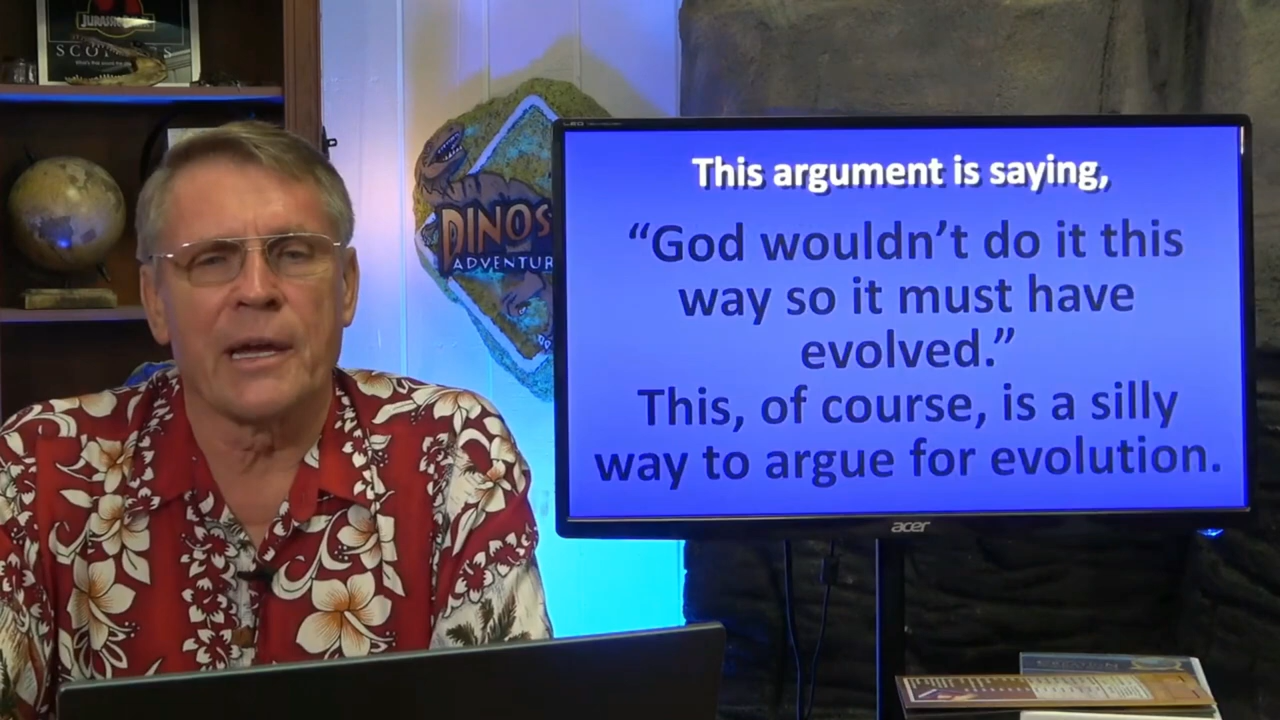 JURASSIC
SCO
DINOS
ADVENTUR
This argument is saying,
“God wouldn’t do it this
way so it must have
evolved.”
This, of course, is a silly
way to argue for evolution.
acer